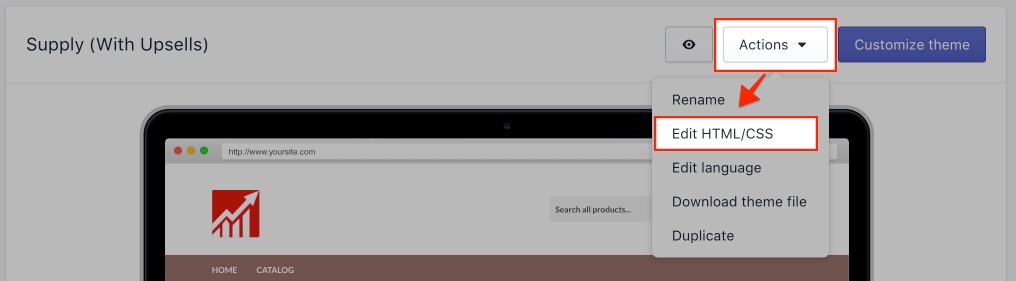 Supply (With Upsells)
Actions
Customize theme
Rename
Edit HTML/CSS
Edit language
Download theme file
Duplicate
http://www.yoursite.com
Search all products...
HOME CATALOG